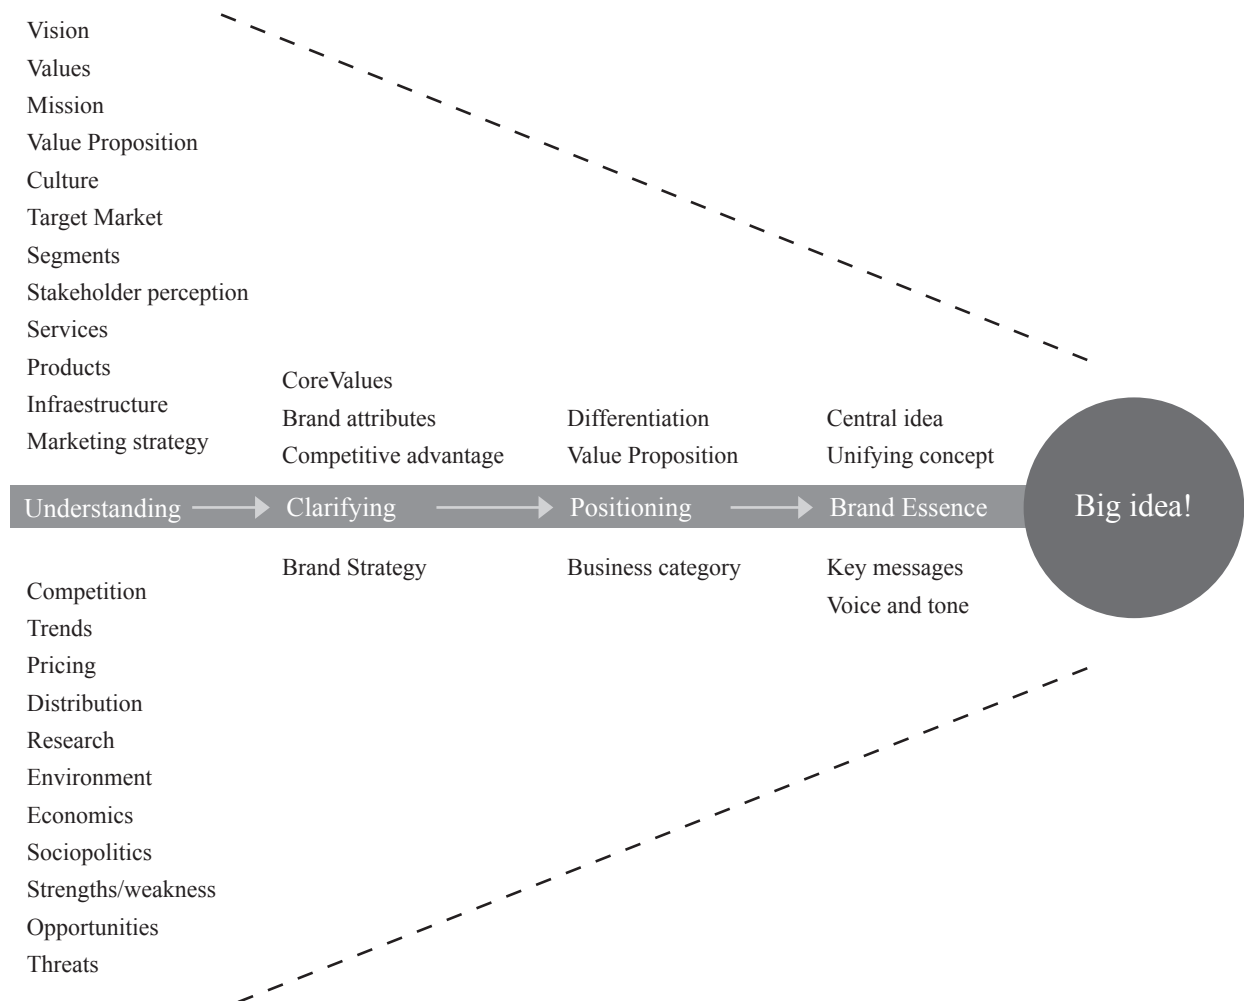 Vision
Values
Mission
Value Proposition
Culture
Target Market
Segments
Stakeholder perception
Services
Products
Infraestructure
Marketing strategy
CoreValues
Brand attributes
Competitive advantage
Differentiation
Value Proposition
Central idea
Unifying concept
Understanding
Clarifying
Positioning
Brand Essence
Big idea!
Brand Strategy
Business category
Key messages
Voice and tone
Competition
Trends
Pricing
Distribution
Research
Environment
Economics
Sociopolitics
Strengths/weakness
Opportunities
Threats